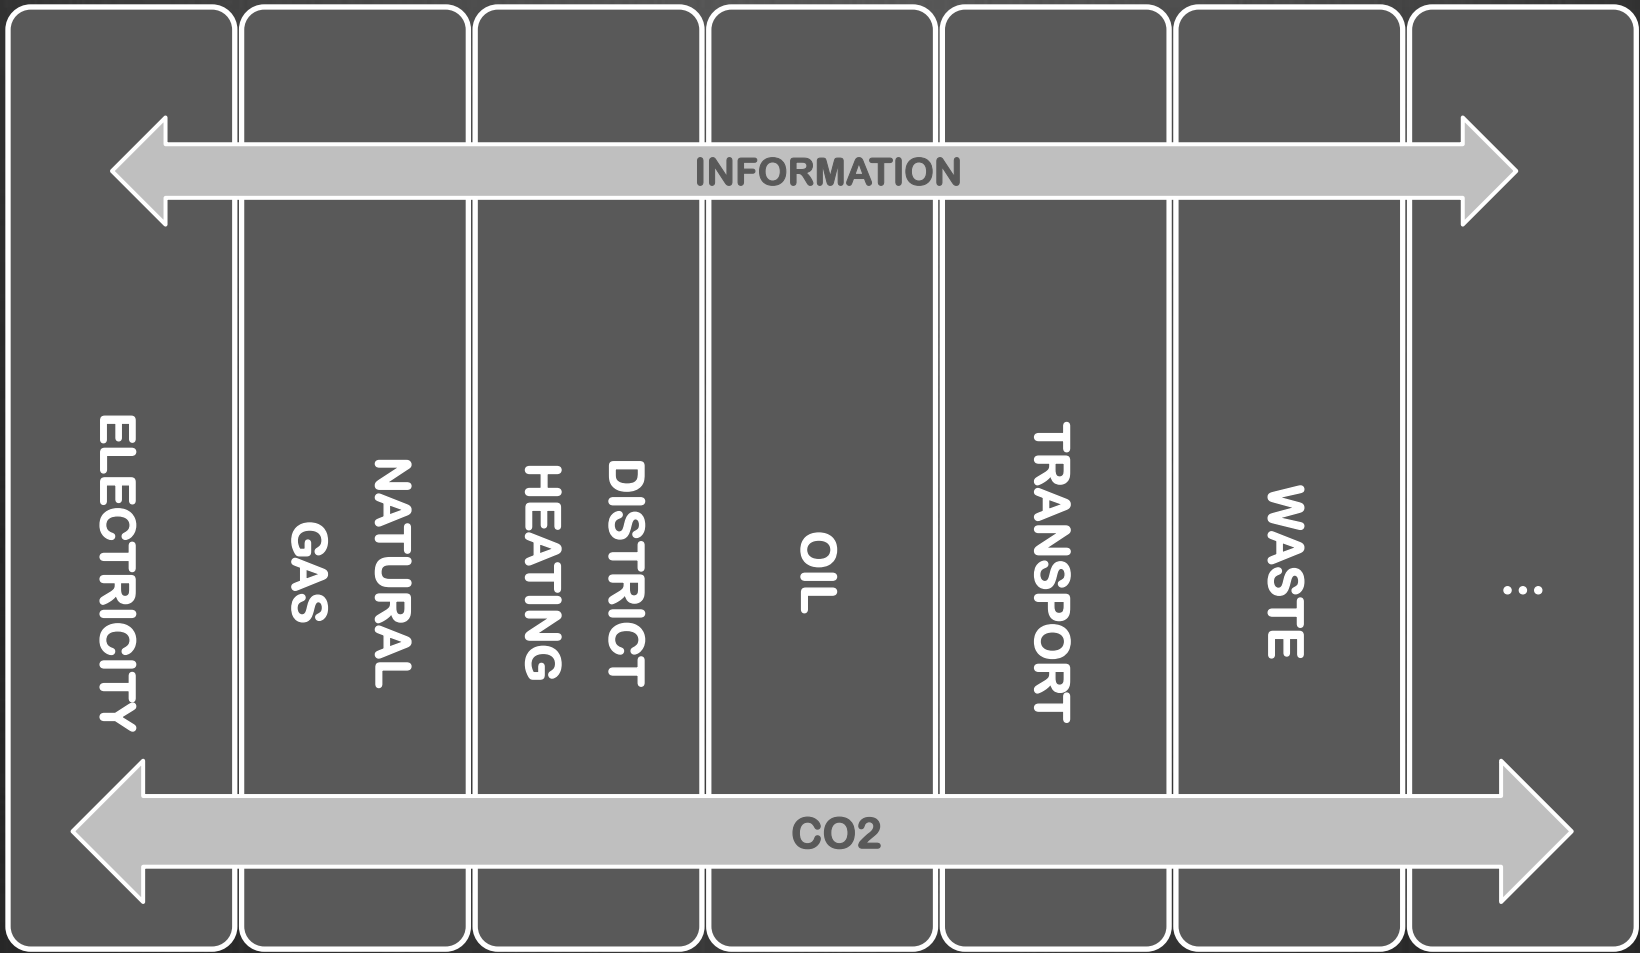 INFORMATION
ELECTRICITY
NATURAL
GAS
DISTRICT
HEATING
OIL
TRANSPORT
WASTE
...
CO2